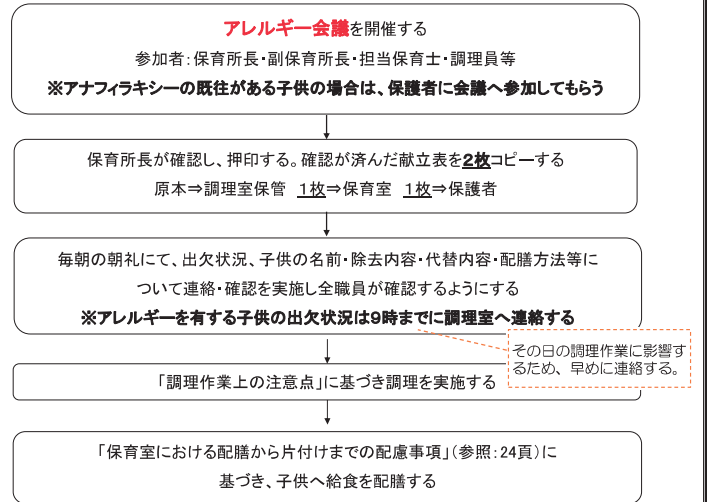 アレルギー会議を開催する
参加者：保育所長・副保育所長・担当保育士・調理員等
※アナフィラキシーの既往がある子供の場合は、保護者に会議へ参加してもらう
保育所長が確認し、押印する。確認が済んだ献立表を2枚コピーする
原本⇒調理室保管 1枚⇒保育室 1枚⇒保護者
毎朝の朝礼にて、出欠状況、子供の名前・除去内容・代替内容・配膳方法等に
ついて連絡・確認を実施し全職員が確認するようにする
※アレルギーを有する子供の出欠状況は9時までに調理室へ連絡する
その日の調理作業に影響す
るため、早めに連絡する。
「調理作業上の注意点」に基づき調理を実施する
「保育室における配膳から片付けまでの配慮事項」（参照：24頁）に
基づき、子供へ給食を配膳する